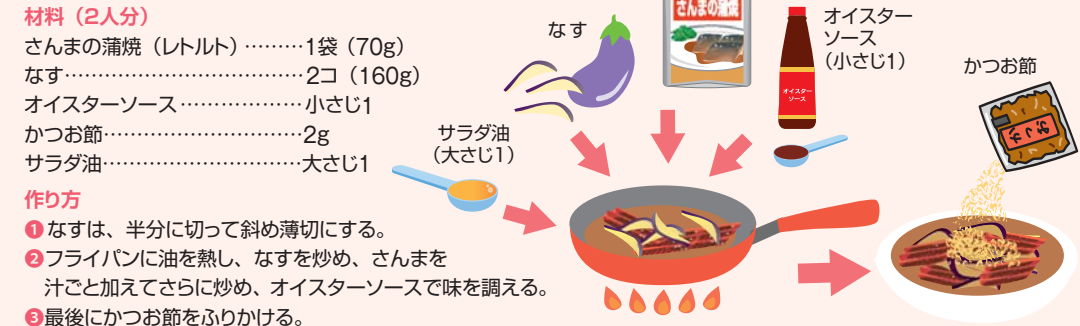 材料（2人分）
さんまの蒲焼（レトルト）………1袋（70g）
なす………………………………2コ（160g）
オイスターソース………………小さじ1
かつお節…………………………2g
サラダ油…………………………大さじ1
作り方
❶なすは、半分に切って斜め薄切にする。
❷フライパンに油を熱し、なすを炒め、さんまを
汁ごと加えてさらに炒め、オイスターソースで味を調える。
❸最後にかつお節をふりかける。
なす
さんまの蒲焼
オイスター
ソース
（小さじ1）
オイスター
ソース
かつお節
サラダ油
（大さじ1）